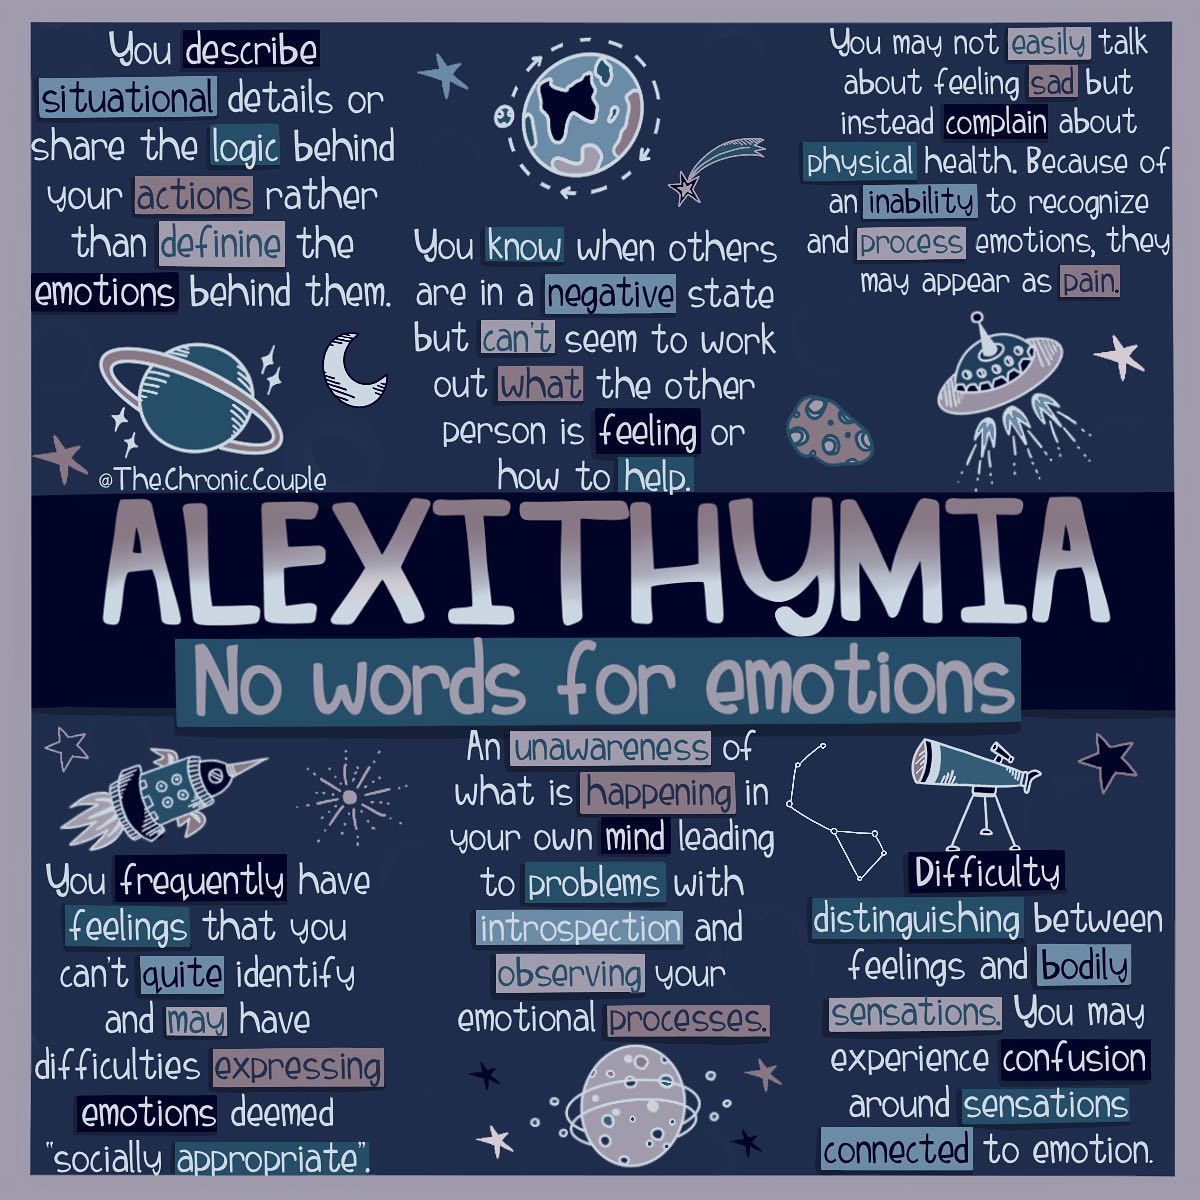 You describe
situational details or
share the logic behind
your actions rather
than definine the
emotions behind them.
You know when others
are in a negative state
but can't seem to work
out what the other
person is feeling or
how to help.
You may not easily talk
about feeling sad but
instead complain about
physical health. Because of
an inability to recognize
and process emotions, they
may appear as pain.
@The.Chronic.Couple
ALEXITHYMIA
No words for emotions
You frequently have
feelings that you
can't quite identify
and may have
difficulties expressing
emotions deemed
"socially appropriate".
An unawareness of
what is happening in
your own mind leading
to problems with
introspection and
observing your
emotional processes.
Difficulty
distinguishing between
feelings and bodily
sensations. You may
experience confusion
around sensations
connected to emotion.